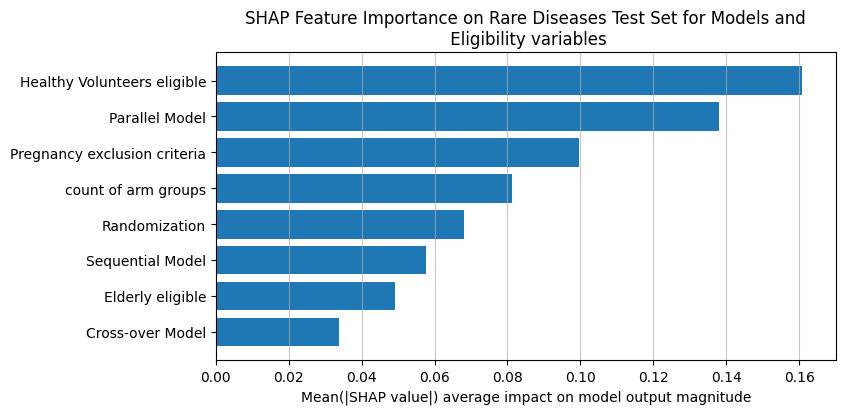 SHAP Feature Importance on Rare Diseases Test Set for Models and
Eligibility variables
Healthy Volunteers eligible
Parallel Model
Pregnancy exclusion criteria
count of arm groups
Randomization
Sequential Model
Elderly eligible
Cross-over Model
0.00 0.02 0.04 0.06 0.08 0.10 0.12 0.14 0.16
Mean(|SHAP value|) average impact on model output magnitude